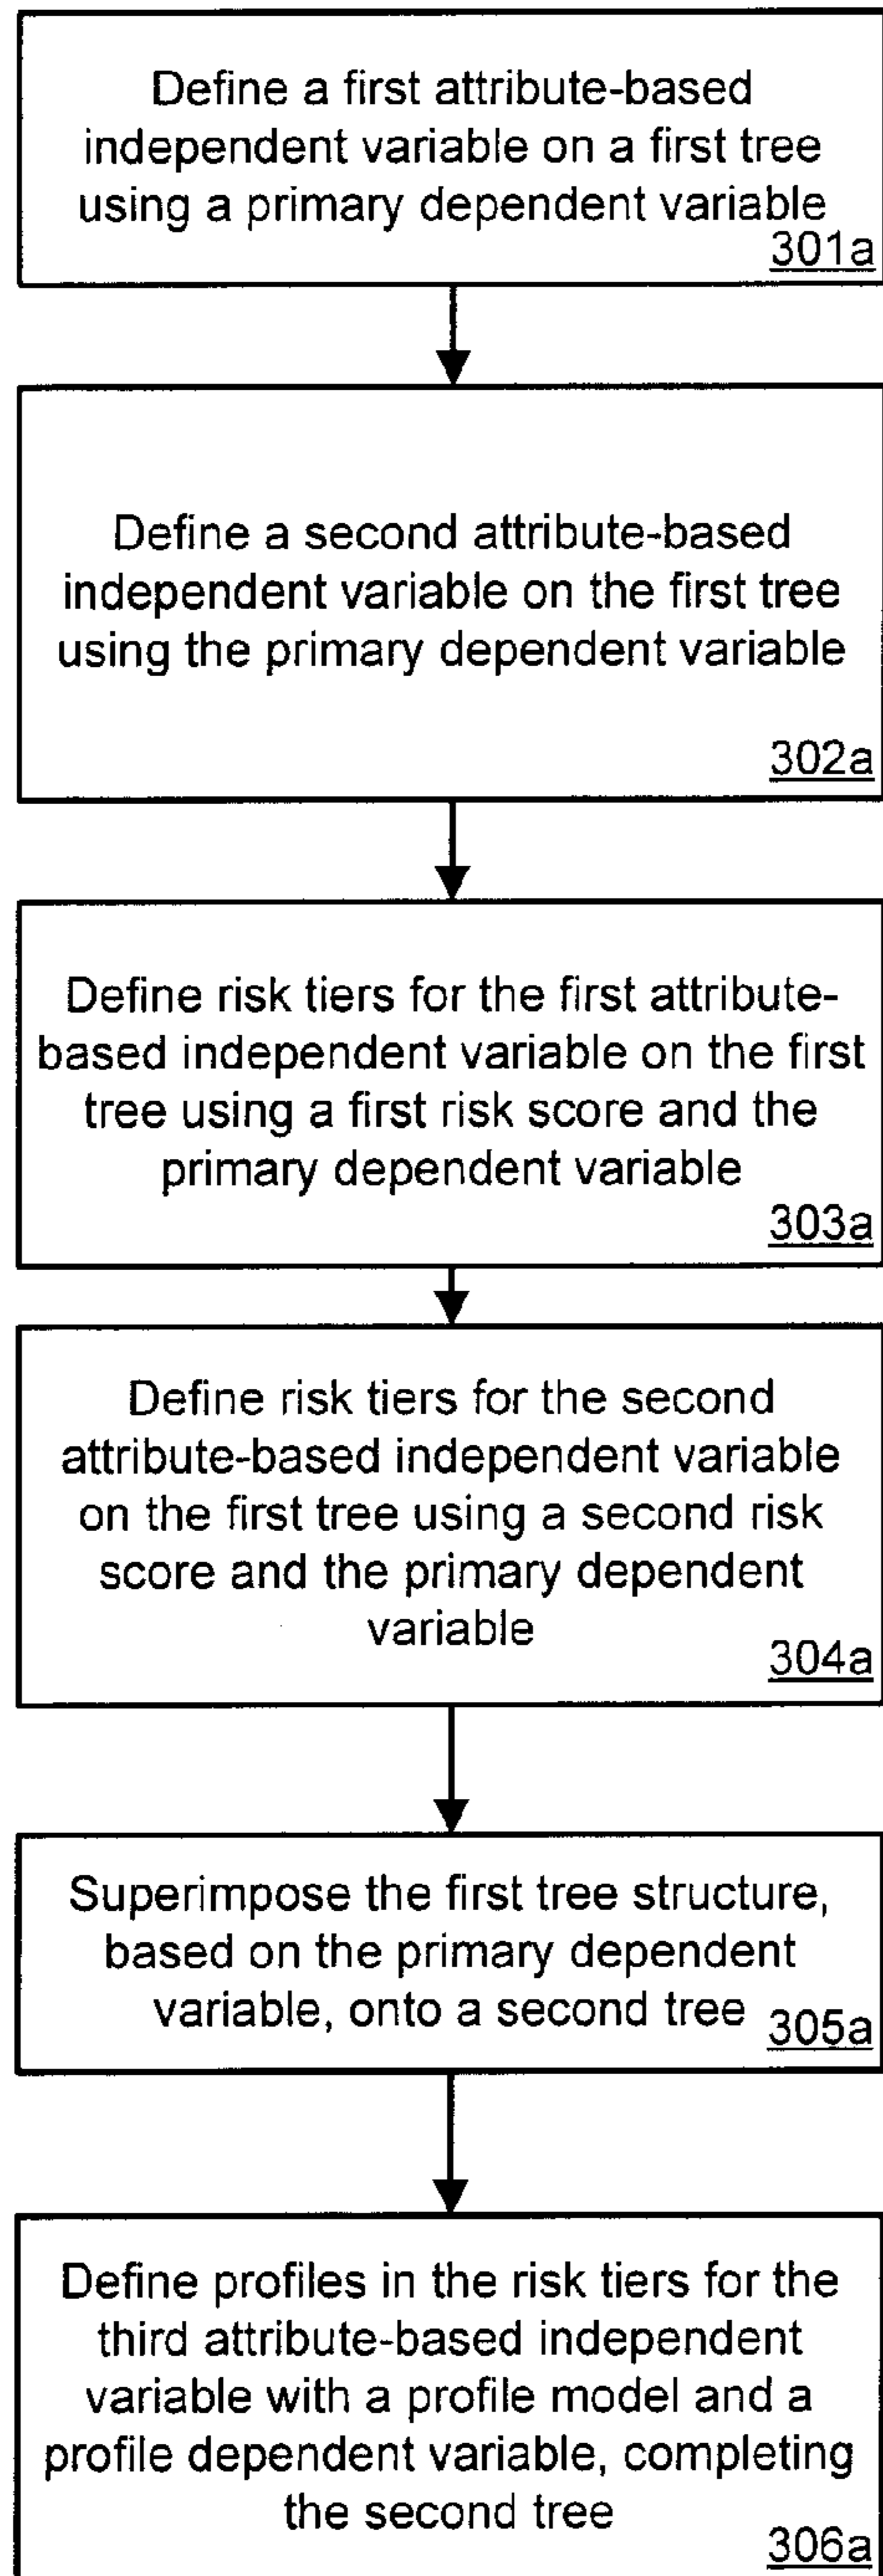 Define a first attribute-based
independent variable on a first tree
using a primary dependent variable
301a
Define a second attribute-based
independent variable on the first tree
using the primary dependent variable
302a
Define risk tiers for the first attribute-
based independent variable on the first
tree using a first risk score and the
primary dependent variable
303a
Define risk tiers for the second
attribute-based independent variable
on the first tree using a second risk
score and the primary dependent
variable
304a
Superimpose the first tree structure,
based on the primary dependent
variable, onto a second tree
305a
Define profiles in the risk tiers for the
third attribute-based independent
variable with a profile model and a
profile dependent variable, completing
the second tree
306a